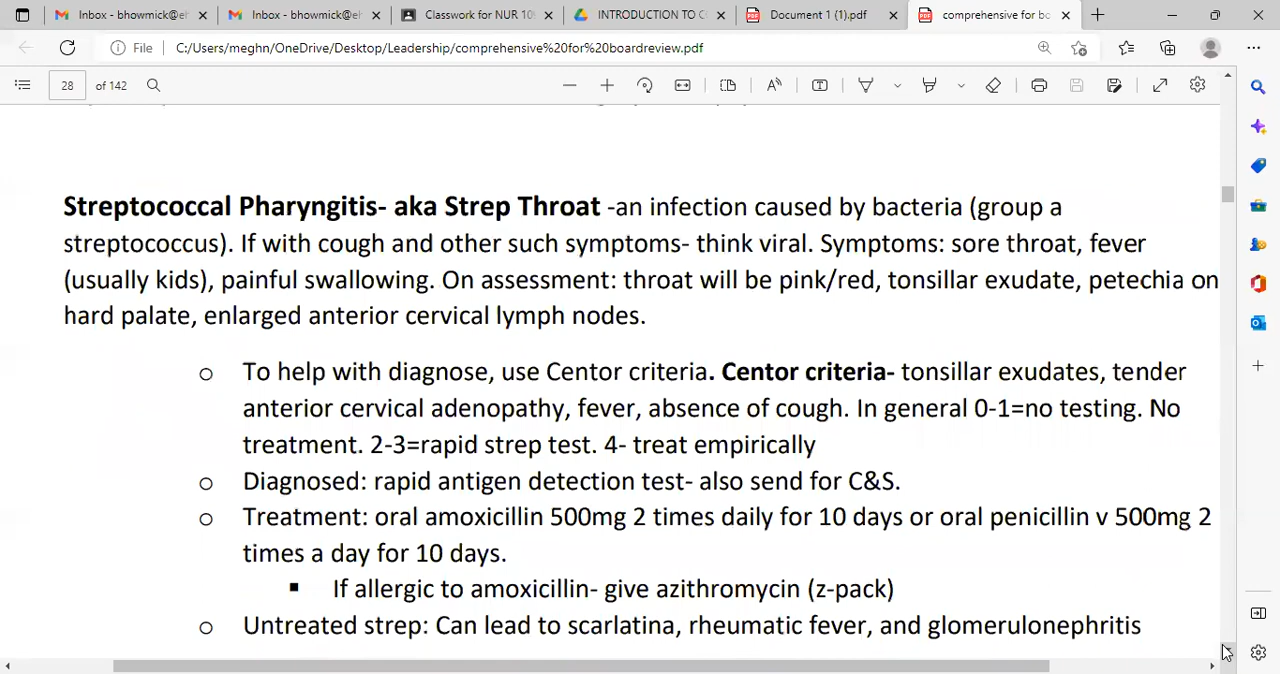 Inbox - bhowmick@eh
Inbox - bhowmick@eh
Classwork for NUR 10
INTRODUCTION TO C
Document 1 (1).pdf
comprehensive for bo
File
C:/Users/meghn/OneDrive/Desktop/Leadership/comprehensive%20for%20boardreview.pdf
28 of 142
Streptococcal Pharyngitis- aka Strep Throat -an infection caused by bacteria (group a
streptococcus). If with cough and other such symptoms- think viral. Symptoms: sore throat, fever
(usually kids), painful swallowing. On assessment: throat will be pink/red, tonsillar exudate, petechia on
hard palate, enlarged anterior cervical lymph nodes.
o To help with diagnose, use Centor criteria. Centor criteria- tonsillar exudates, tender
anterior cervical adenopathy, fever, absence of cough. In general 0-1=no testing. No
treatment. 2-3=rapid strep test. 4- treat empirically
o Diagnosed: rapid antigen detection test- also send for C&S.
o Treatment: oral amoxicillin 500mg 2 times daily for 10 days or oral penicillin v 500mg 2
times a day for 10 days.
▪ If allergic to amoxicillin- give azithromycin (z-pack)
o Untreated strep: Can lead to scarlatina, rheumatic fever, and glomerulonephritis